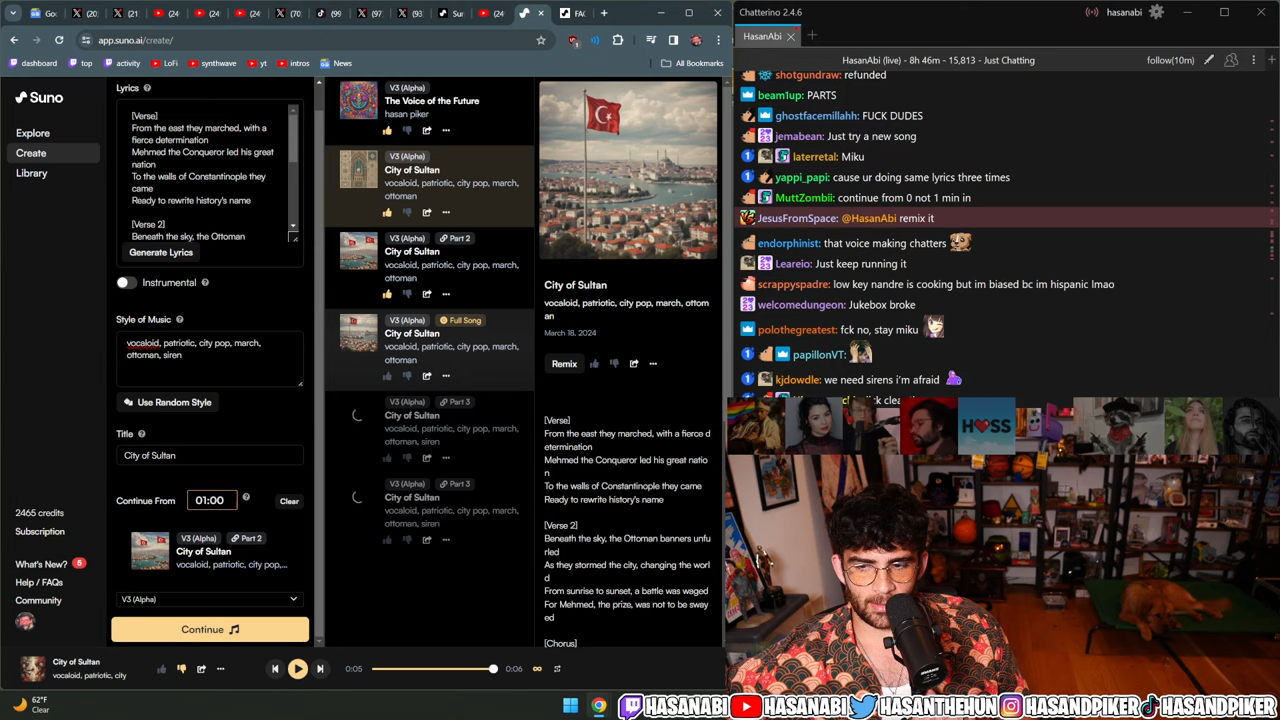 (20
(21
(24
(24
(24
(70
(99
(97
(93
Sur
(24
FAC
app.suno.ai/create/
dashboard
top
activity
LoFi
synthwave
yt
intros
News
All Bookmarks
Suno
Explore
Create
Library
2465 credits
Subscription
What's New?
Help / FAQs
Community
Lyrics
[Verse]
From the east they marched, with a
fierce determination
Mehmed the Conqueror led his great
nation
To the walls of Constantinople they
came
Ready to rewrite history's name
[Verse 2]
Beneath the sky, the Ottoman
Generate Lyrics
Instrumental
Style of Music
vocaloid, patriotic, city pop, march,
ottoman, siren
Use Random Style
Title
City of Sultan
Continue From
01:00
Clear
V3 (Alpha)
Part 2
City of Sultan
vocaloid, patriotic, city pop,...
V3 (Alpha)
Continue
V3 (Alpha)
The Voice of the Future
hasan piker
V3 (Alpha)
City of Sultan
vocaloid, patriotic, city pop, march,
ottoman
V3 (Alpha)
Part 2
City of Sultan
vocaloid, patriotic, city pop, march,
ottoman
V3 (Alpha)
Full Song
City of Sultan
vocaloid, patriotic, city pop, march,
ottoman
V3 (Alpha)
Part 3
City of Sultan
vocaloid, patriotic, city pop, march,
ottoman, siren
V3 (Alpha)
Part 3
City of Sultan
vocaloid, patriotic, city pop, march,
ottoman, siren
City of Sultan
vocaloid, patriotic, city pop, march, ottom
an
March 18, 2024
Remix
[Verse]
From the east they marched, with a fierce d
etermination
Mehmed the Conqueror led his great natio
n
To the walls of Constantinople they came
Ready to rewrite history's name
[Verse 2]
Beneath the sky, the Ottoman banners unfu
rled
As they stormed the city, changing the worl
d
From sunrise to sunset, a battle was waged
For Mehmed, the prize, was not to be sway
ed
[Chorus]
City of Sultan
vocaloid, patriotic, city
0:05
0:06
62°F
Clear
Chatterino 2.4.6
hasanabi
HasanAbi
HasanAbi (live) - 8h 46m - 15,813 - Just Chatting
follow(10m)
shotgundraw: refunded
beam1up: PARTS
ghostfacemillahh: FUCK DUDES
jemabean: Just try a new song
laterretal: Miku
yappi_papi: cause ur doing same lyrics three times
MuttZombii: continue from 0 not 1 min in
JesusFromSpace: @HasanAbi remix it
endorphinist: that voice making chatters
Leareio: Just keep running it
scrappyspadre: low key nandre is cooking but im biased bc im hispanic lmao
welcomedungeon: Jukebox broke
polothegreatest: fck no, stay miku
papillonVT:
kjdowdle: we need sirens i'm afraid
HOSS
HASANABI
HASANABI
HASANTHEHUN
HASANDPIKER
HASANDPIKER